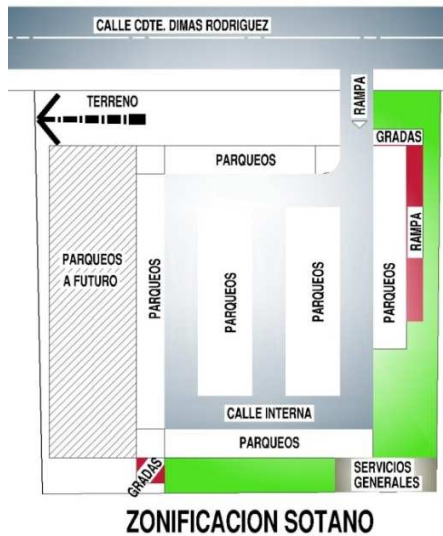 CALLE CDTE. DIMAS RODRIGUEZ
RAMPA
TERRENO
GRADAS
PARQUEOS
RAMPA
PARQUEOS
A FUTURO
PARQUEOS
PARQUEOS
PARQUEOS
PARQUEOS
CALLE INTERNA
PARQUEOS
GRADAS
SERVICIOS
GENERALES
ZONIFICACION SOTANO